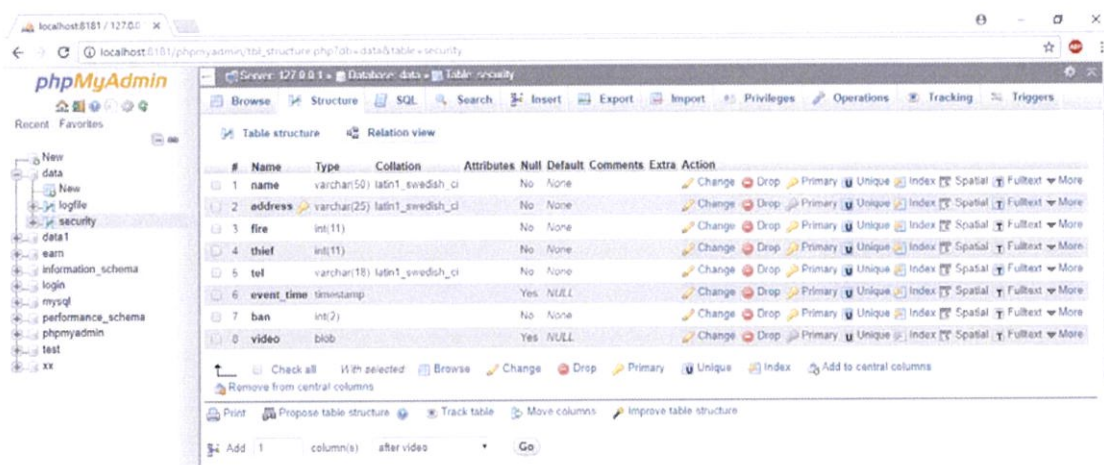 localhost:8181 / 127.0.0
localhost:8181/phpmyadmin/tbl_structure.php?db=data&table=security
ABP
phpMyAdmin
Recent Favorites
New
data
New
logfile
security
data1
earn
information_schema
login
mysql
performance_schema
phpmyadmin
test
xx
Server: 127.0.0.1 » Database: data » Table: security
Browse Structure SQL Search Insert Export Import Privileges Operations Tracking Triggers
Table structure Relation view
# Name Type Collation Attributes Null Default Comments Extra Action
1 name varchar(50) latin1_swedish_ci No None Change Drop Primary Unique Index Spatial Fulltext More
2 address varchar(25) latin1_swedish_ci No None Change Drop Primary Unique Index Spatial Fulltext More
3 fire int(11) No None Change Drop Primary Unique Index Spatial Fulltext More
4 thief int(11) No None Change Drop Primary Unique Index Spatial Fulltext More
5 tel varchar(18) latin1_swedish_ci No None Change Drop Primary Unique Index Spatial Fulltext More
6 event_time timestamp Yes NULL Change Drop Primary Unique Index Spatial Fulltext More
7 ban int(2) No None Change Drop Primary Unique Index Spatial Fulltext More
8 video blob Yes NULL Change Drop Primary Unique Index Spatial Fulltext More
Check all With selected Browse Change Drop Primary Unique Index Add to central columns
Remove from central columns
Print Propose table structure Track table Move columns Improve table structure
Add 1 column(s) after video Go